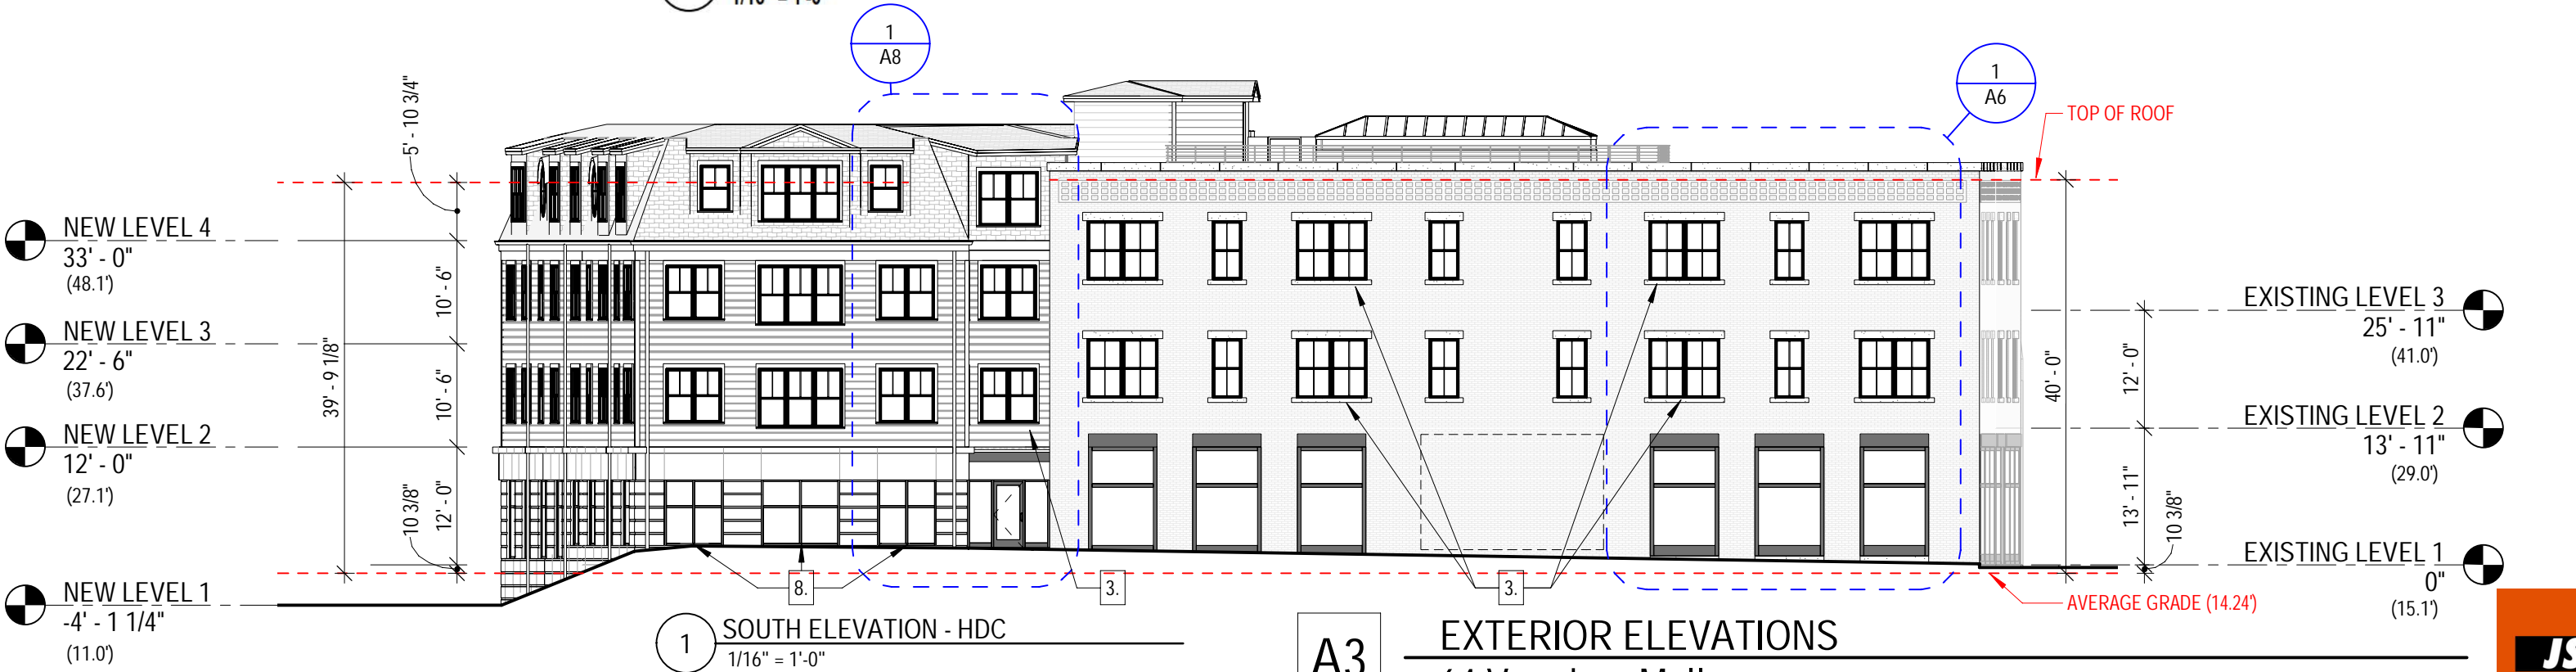 1
A8
1
A6
TOP OF ROOF
5' - 10 3/4"
NEW LEVEL 4
33' - 0"
(48.1')
10' - 6"
NEW LEVEL 3
22' - 6"
(37.6')
39' - 9 1/8"
10' - 6"
NEW LEVEL 2
12' - 0"
(27.1')
10 3/8"
12' - 0"
NEW LEVEL 1
-4' - 1 1/4"
(11.0')
EXISTING LEVEL 3
25' - 11"
(41.0')
40' - 0"
12' - 0"
EXISTING LEVEL 2
13' - 11"
(29.0')
13' - 11"
10 3/8"
EXISTING LEVEL 1
0"
(15.1')
AVERAGE GRADE (14.24')
8.
3.
3.
1
SOUTH ELEVATION - HDC
1/16" = 1'-0"
A3
EXTERIOR ELEVATIONS